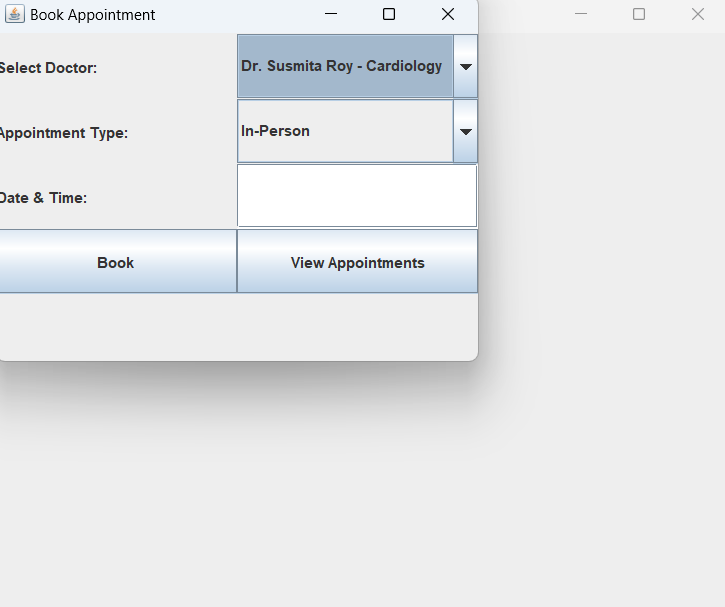 Book Appointment
Select Doctor:
Dr. Susmita Roy - Cardiology
Appointment Type:
In-Person
Date & Time:
Book
View Appointments